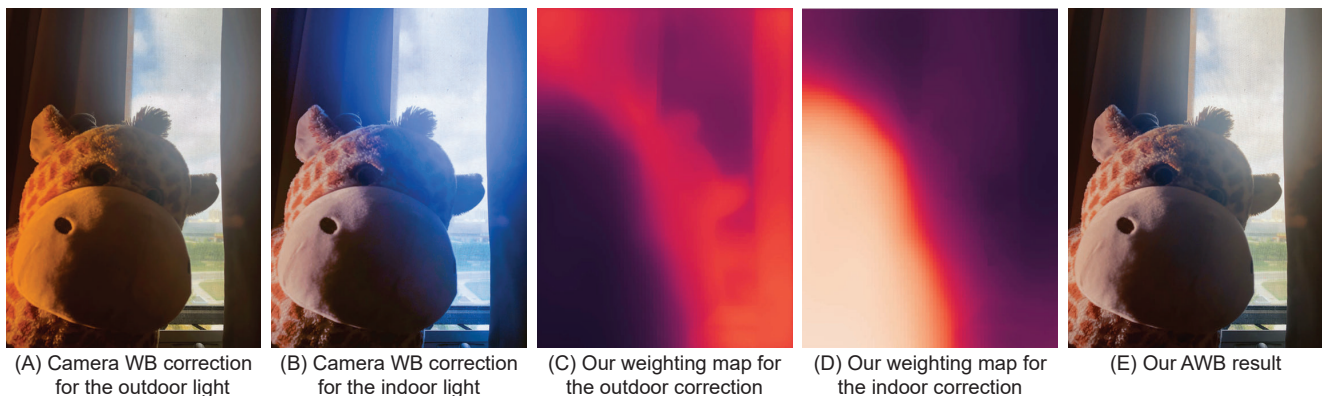 (A) Camera WB correction
for the outdoor light
(B) Camera WB correction
for the indoor light
(C) Our weighting map for
the outdoor correction
(D) Our weighting map for
the indoor correction
(E) Our AWB result